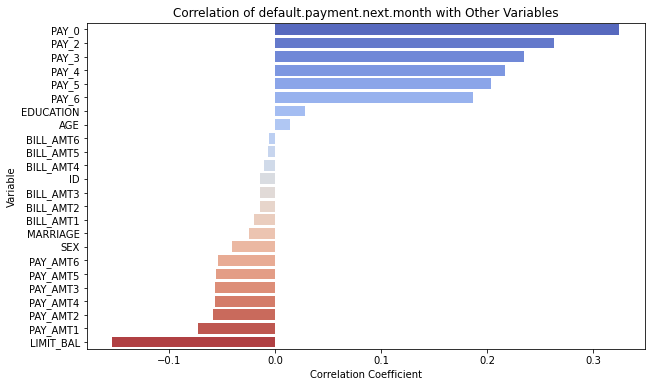 Correlation of default.payment.next.month with Other Variables
PAY_0
PAY_2
PAY_3
PAY_4
PAY_5
PAY_6
EDUCATION
AGE
BILL_AMT6
BILL_AMT5
BILL_AMT4
ID
BILL_AMT3
BILL_AMT2
BILL_AMT1
MARRIAGE
SEX
PAY_AMT6
PAY_AMT5
PAY_AMT3
PAY_AMT4
PAY_AMT2
PAY_AMT1
LIMIT_BAL
Variable
−0.1 0.0 0.1 0.2 0.3
Correlation Coefficient